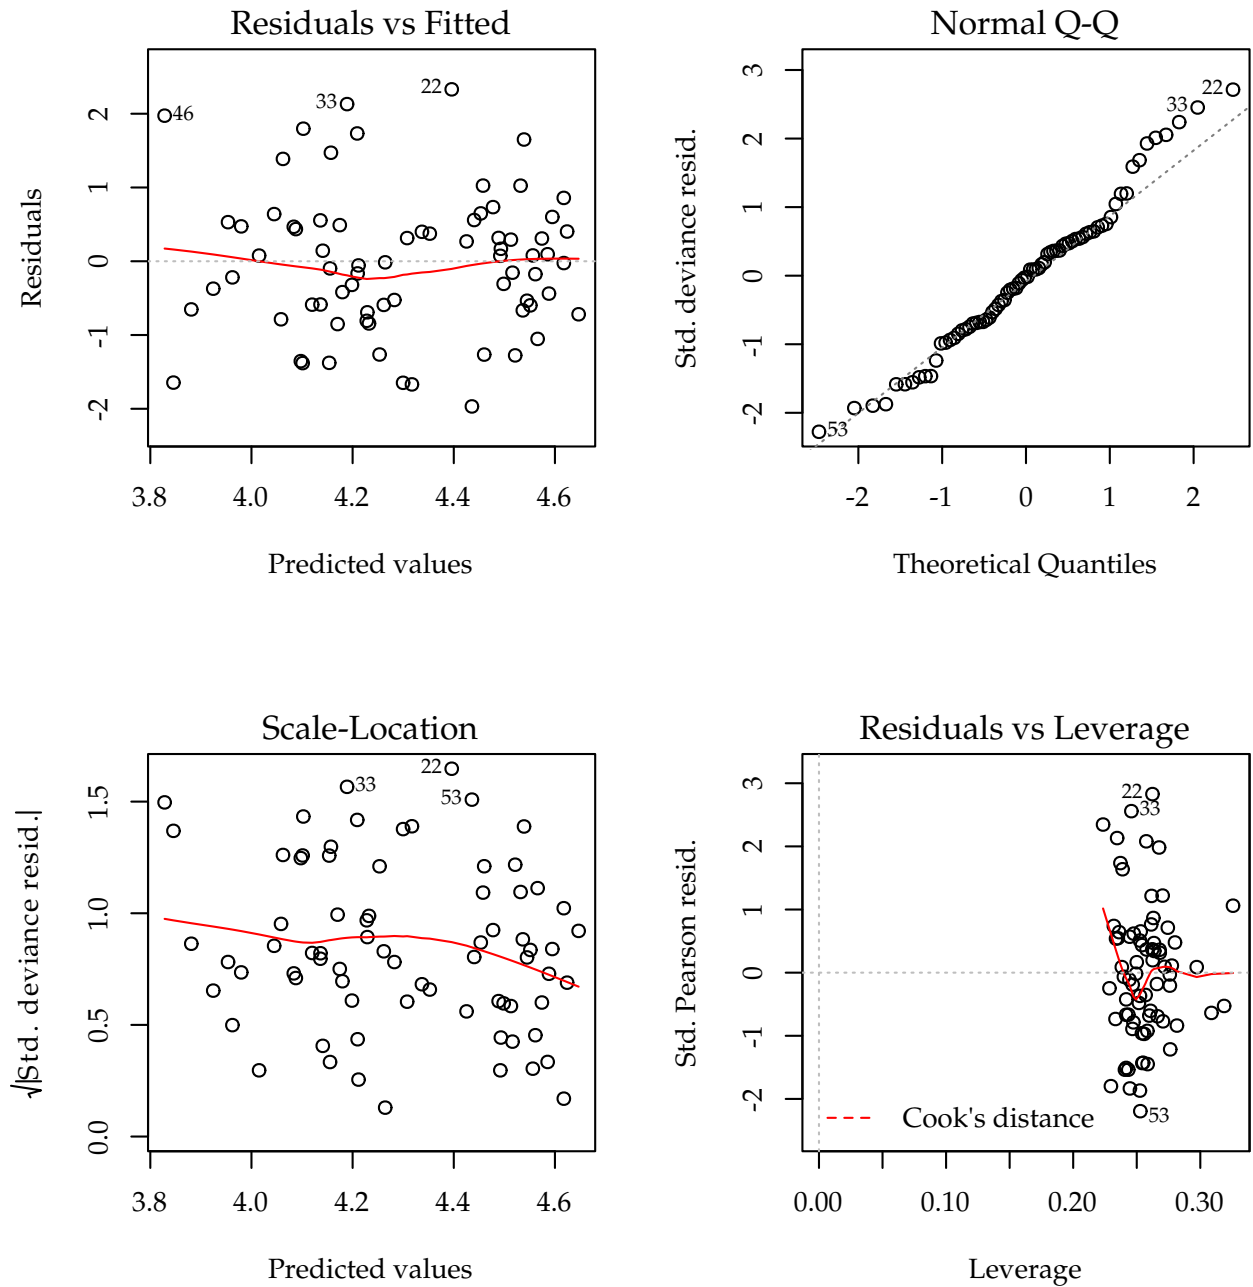 Residuals vs Fitted
Residuals
2
1
0
-1
-2
46
33
22
3.8 4.0 4.2 4.4 4.6
Predicted values
Normal Q-Q
Std. deviance resid.
3
2
1
0
-1
-2
22
33
53
-2 -1 0 1 2
Theoretical Quantiles
Scale-Location
√|Std. deviance resid.|
1.5
1.0
0.5
0.0
22
33
53
3.8 4.0 4.2 4.4 4.6
Predicted values
Residuals vs Leverage
Std. Pearson resid.
3
2
1
0
-1
-2
22
33
53
Cook's distance
0.00 0.10 0.20 0.30
Leverage